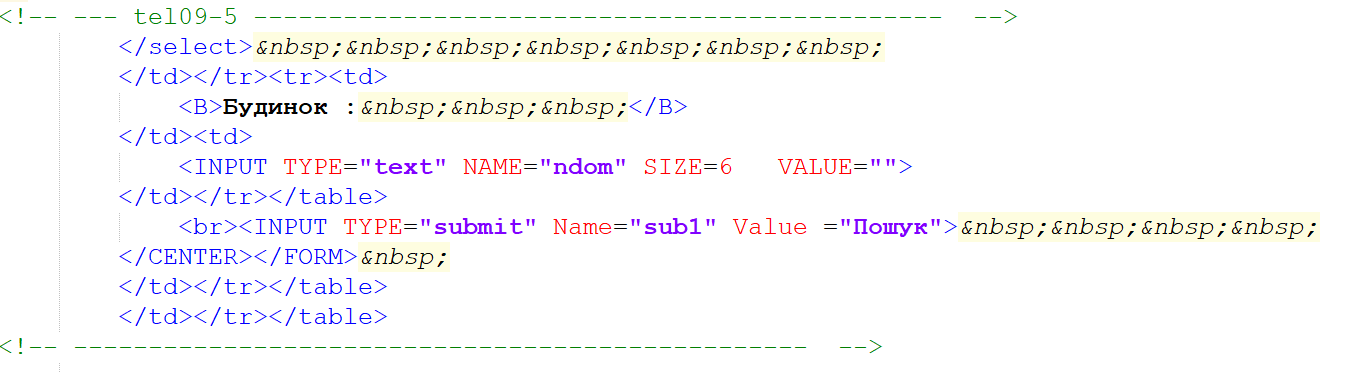 <!-- --- tel09-5 ---------------------------------------------- -->
</select>&nbsp;&nbsp;&nbsp;&nbsp;&nbsp;&nbsp;&nbsp;
</td></tr><tr><td>
<B>Будинок :&nbsp;&nbsp;&nbsp;</B>
</td><td>
<INPUT TYPE="text" NAME="ndom" SIZE=6   VALUE="">
</td></tr></table>
<br><INPUT TYPE="submit" Name="sub1" Value ="Пошук">&nbsp;&nbsp;&nbsp;&nbsp;
</CENTER></FORM>&nbsp;
</td></tr></table>
</td></tr></table>
<!-- ------------------------------------------------- -->